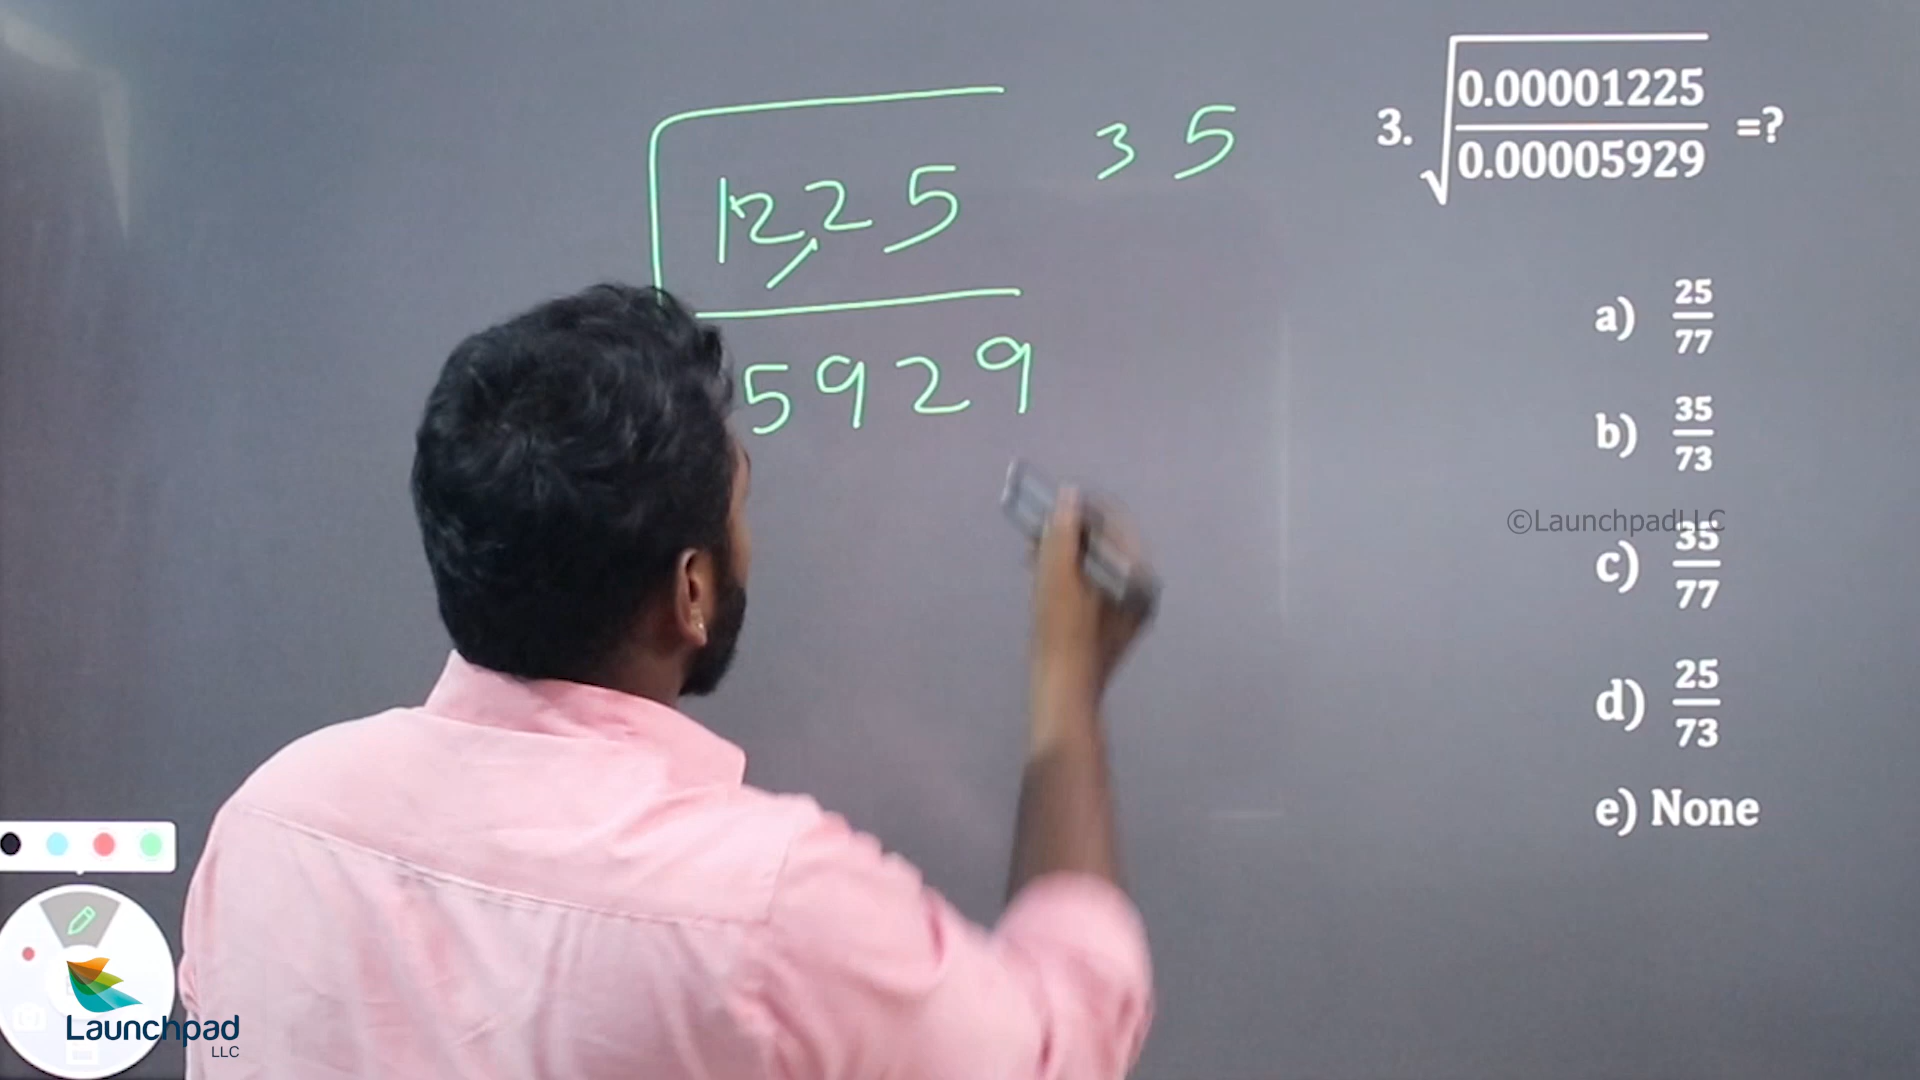 1225 35
5929
3. √(0.00001225/0.00005929) =?
a) 25/77
b) 35/73
©LaunchpadLLC
c) 35/77
d) 25/73
e) None
Launchpad
LLC